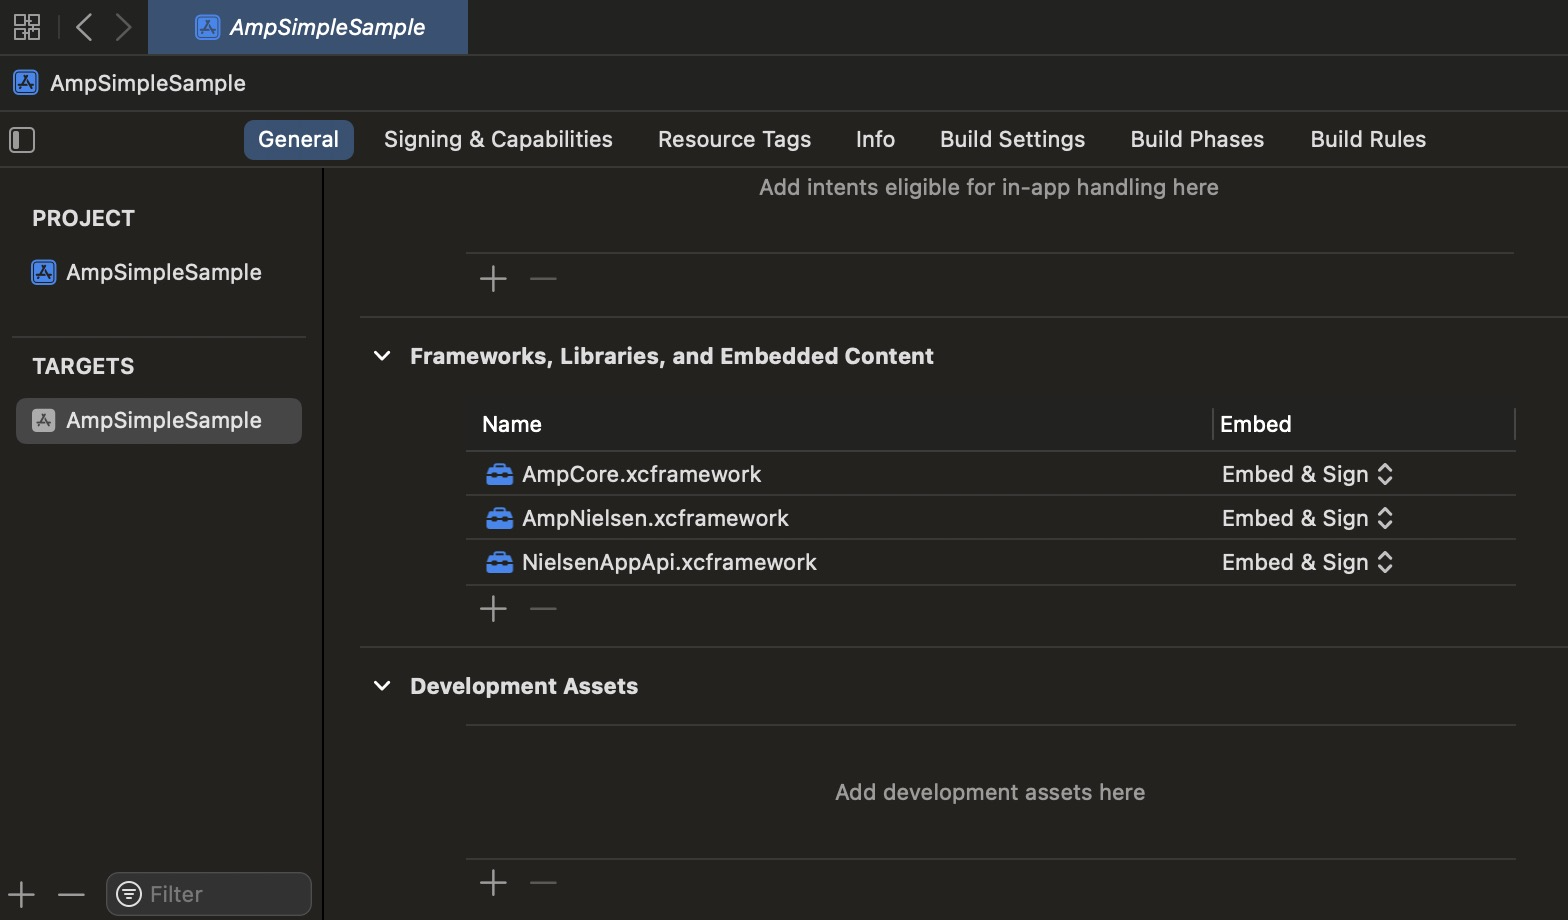 AmpSimpleSample
AmpSimpleSample
General Signing & Capabilities Resource Tags Info Build Settings Build Phases Build Rules
PROJECT
AmpSimpleSample
TARGETS
AmpSimpleSample
Filter
Add intents eligible for in-app handling here
Frameworks, Libraries, and Embedded Content
Name Embed
AmpCore.xcframework Embed & Sign
AmpNielsen.xcframework Embed & Sign
NielsenAppApi.xcframework Embed & Sign
Development Assets
Add development assets here